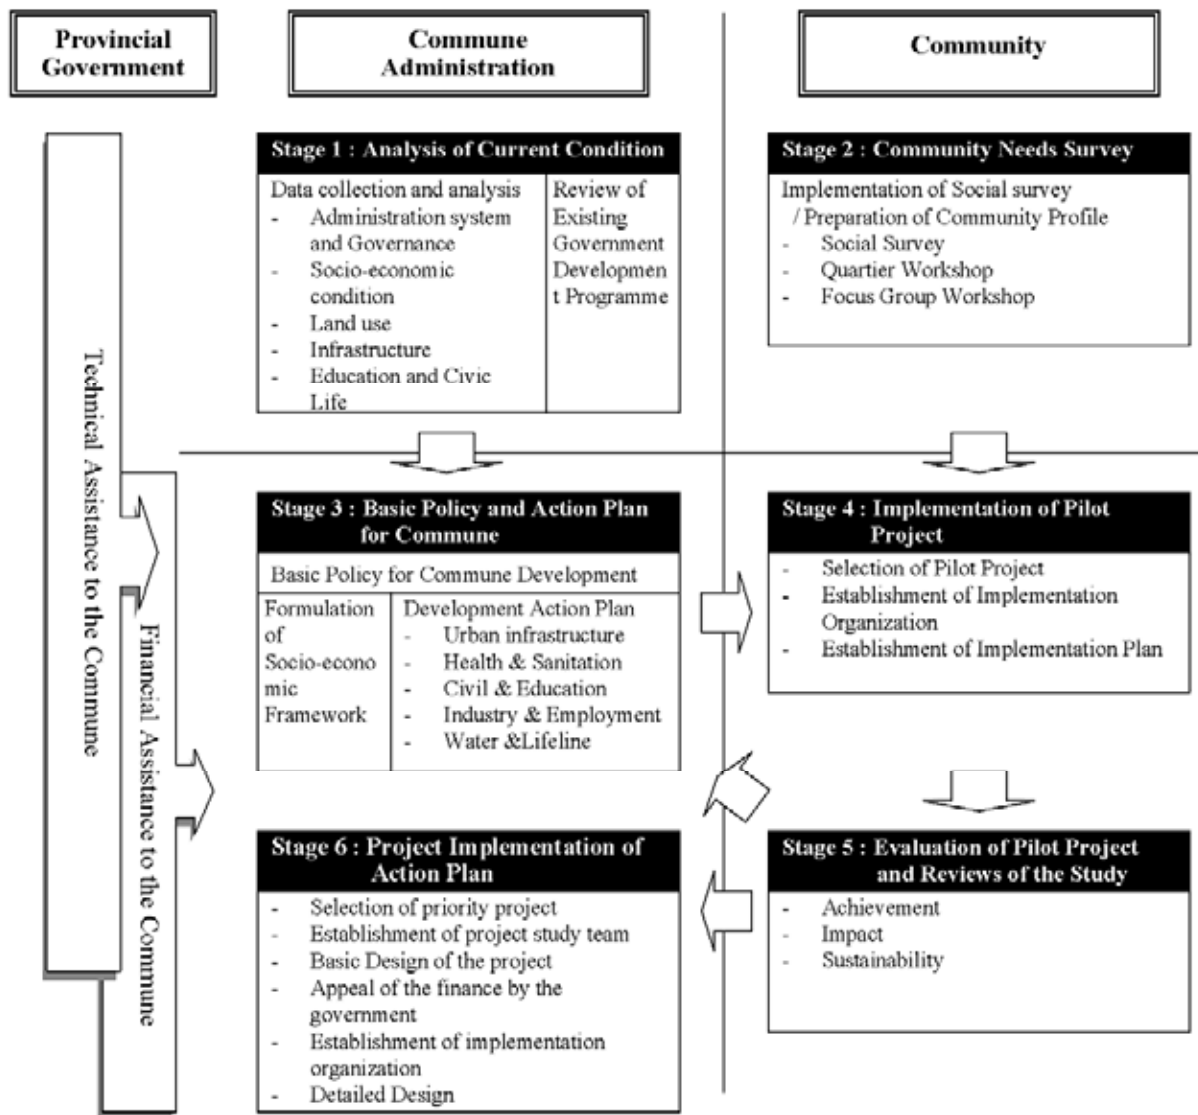 Provincial
Government
Commune
Administration
Community
Technical Assistance to the Commune
Financial Assistance to the Commune
Stage 1 : Analysis of Current Condition
Data collection and analysis
- Administration system
and Governance
- Socio-economic
condition
- Land use
- Infrastructure
- Education and Civic
Life
Review of
Existing
Government
Developmen
t Programme
Stage 2 : Community Needs Survey
Implementation of Social survey
/ Preparation of Community Profile
- Social Survey
- Quartier Workshop
- Focus Group Workshop
Stage 3 : Basic Policy and Action Plan
for Commune
Basic Policy for Commune Development
Formulation
of
Socio-econo
mic
Framework
Development Action Plan
- Urban infrastructure
- Health & Sanitation
- Civil & Education
- Industry & Employment
- Water &Lifeline
Stage 4 : Implementation of Pilot
Project
- Selection of Pilot Project
- Establishment of Implementation
Organization
- Establishment of Implementation Plan
Stage 6 : Project Implementation of
Action Plan
- Selection of priority project
- Establishment of project study team
- Basic Design of the project
- Appeal of the finance by the
government
- Establishment of implementation
organization
- Detailed Design
Stage 5 : Evaluation of Pilot Project
and Reviews of the Study
- Achievement
- Impact
- Sustainability